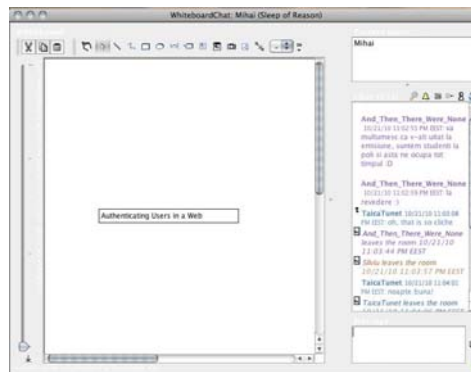 WhiteboardChat: Mihai (Sleep of Reason)
Mihai
Authenticating Users in a Web
And_Then_There_Were_None
10/21/10 11:02:51 PM EEST: va
multumesc ca v-ati uitat la
emisiune, suntem studenti la
poli si asta ne ocupa tot
timpul :D
And_Then_There_Were_None
10/21/10 11:02:59 PM EEST: la
revedere :)
TaicaTunet 10/21/10 11:03:08
PM EEST: oh, that is so cliche
And_Then_There_Were_None
leaves the room 10/21/10
11:03:44 PM EEST
Silviu leaves the room
10/21/10 11:03:57 PM EEST
TaicaTunet 10/21/10 11:04:01
PM EEST: noapte buna!
TaicaTunet leaves the room